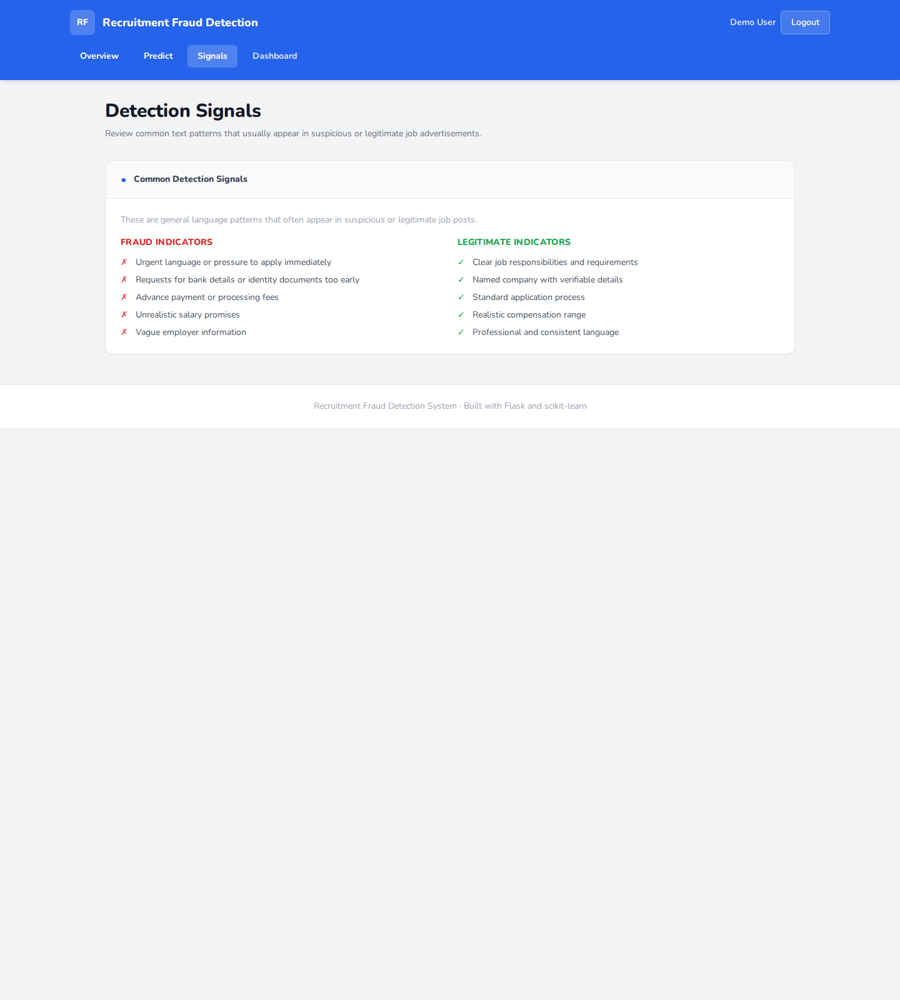 RF
Recruitment Fraud Detection
Demo User
Logout
Overview
Predict
Signals
Dashboard
Detection Signals
Review common text patterns that usually appear in suspicious or legitimate job advertisements.
● Common Detection Signals
These are general language patterns that often appear in suspicious or legitimate job posts.
FRAUD INDICATORS
✗ Urgent language or pressure to apply immediately
✗ Requests for bank details or identity documents too early
✗ Advance payment or processing fees
✗ Unrealistic salary promises
✗ Vague employer information
LEGITIMATE INDICATORS
✓ Clear job responsibilities and requirements
✓ Named company with verifiable details
✓ Standard application process
✓ Realistic compensation range
✓ Professional and consistent language
Recruitment Fraud Detection System · Built with Flask and scikit-learn